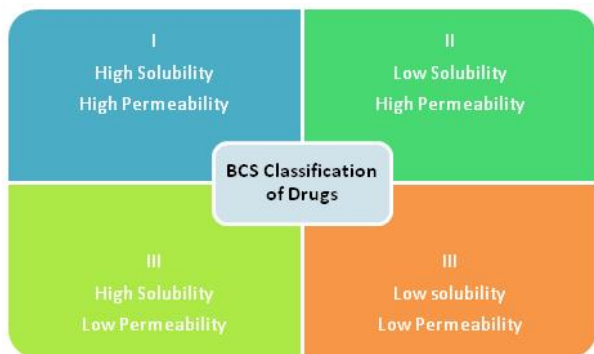 I
High Solubility
High Permeability
II
Low Solubility
High Permeability
BCS Classification
of Drugs
III
High Solubility
Low Permeability
III
Low solubility
Low Permeability